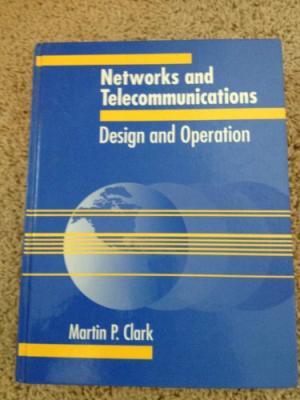 Networks and
Telecommunications
Design and Operation
Martin P. Clark